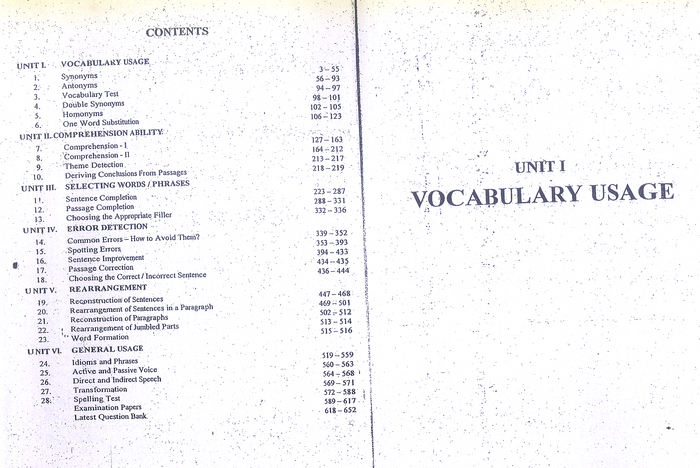 CONTENTS
UNIT I. VOCABULARY USAGE
1. Synonyms 3–55
2. Antonyms 56–93
3. Vocabulary Test 94–97
4. Double Synonyms 98–101
5. Homonyms 102–105
6. One Word Substitution 106–123
UNIT II. COMPREHENSION ABILITY
7. Comprehension - I 127–163
8. Comprehension - II 164–212
9. Theme Detection 213–217
10. Deriving Conclusions From Passages 218–219
UNIT III. SELECTING WORDS / PHRASES
11. Sentence Completion 223–287
12. Passage Completion 288–331
13. Choosing the Appropriate Filler 332–336
UNIT IV. ERROR DETECTION
14. Common Errors – How to Avoid Them? 339–352
15. Spotting Errors 353–393
16. Sentence Improvement 394–433
17. Passage Correction 434–435
18. Choosing the Correct / Incorrect Sentence 436–444
UNIT V. REARRANGEMENT
19. Reconstruction of Sentences 447–468
20. Rearrangement of Sentences in a Paragraph 469–501
21. Reconstruction of Paragraphs 502–512
22. Rearrangement of Jumbled Parts 513–514
23. Word Formation 515–516
UNIT VI. GENERAL USAGE
24. Idioms and Phrases 519–559
25. Active and Passive Voice 560–563
26. Direct and Indirect Speech 564–568
27. Transformation 569–571
28. Spelling Test 572–588
Examination Papers 589–617
Latest Question Bank 618–652
UNIT I
VOCABULARY USAGE